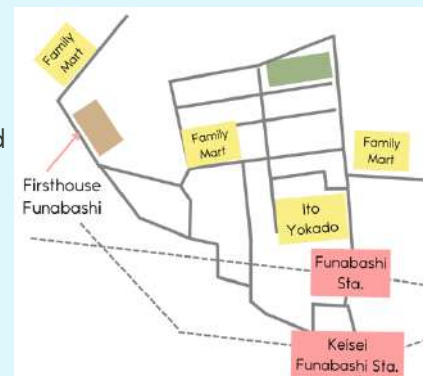 Family
Mart
d
Family
Mart
Family
Mart
Firsthouse
Funabashi
Ito
Yokado
Funabashi
Sta.
Keisei
Funabashi Sta.